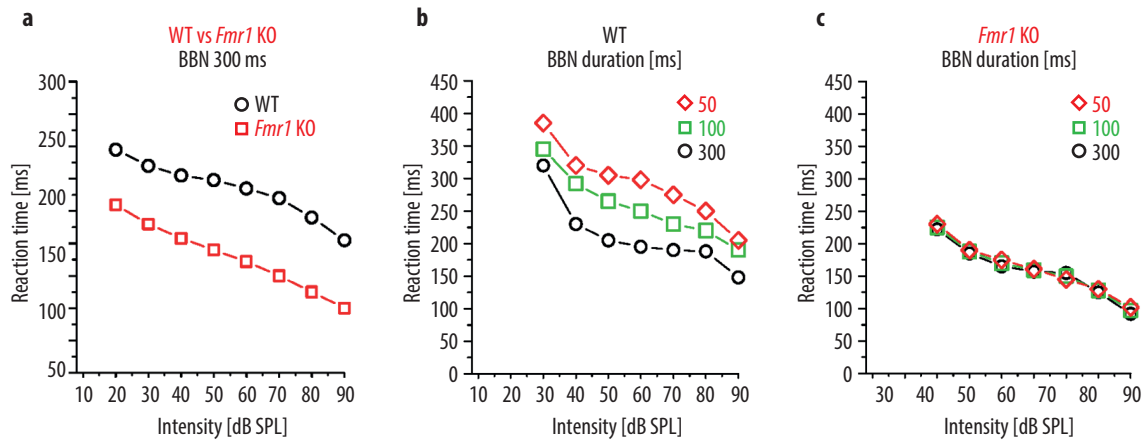 a
WT vs Fmr1 KO
BBN 300 ms
WT
Fmr1 KO
Reaction time [ms]
300
250
200
150
100
50
10 20 30 40 50 60 70 80 90
Intensity [dB SPL]
b
WT
BBN duration [ms]
50
100
300
Reaction time [ms]
450
400
350
300
250
200
150
100
50
0
10 20 30 40 50 60 70 80 90
Intensity [dB SPL]
c
Fmr1 KO
BBN duration [ms]
50
100
300
Reaction time [ms]
450
400
350
300
250
200
150
100
50
0
30 30 40 50 60 70 75 80 90
Intensity [dB SPL]